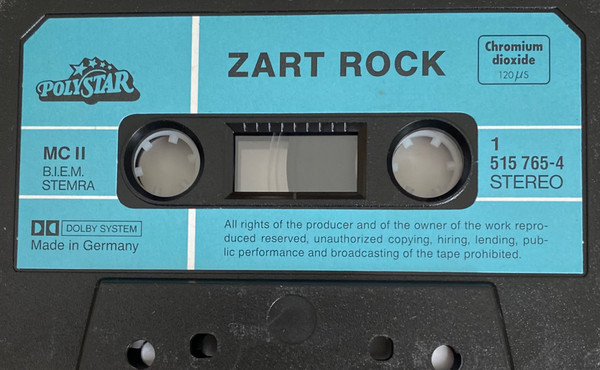 POLYSTAR
ZART ROCK
Chromium
dioxide
120 µS
MC II
B.I.E.M.
STEMRA
1
515 765-4
STEREO
DOLBY SYSTEM
Made in Germany
All rights of the producer and of the owner of the work repro-
duced reserved, unauthorized copying, hiring, lending, pub-
lic performance and broadcasting of the tape prohibited.